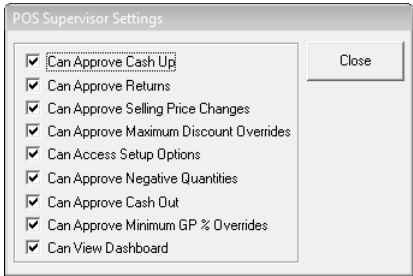 POS Supervisor Settings
Can Approve Cash Up
Close
Can Approve Returns
Can Approve Selling Price Changes
Can Approve Maximum Discount Overrides
Can Access Setup Options
Can Approve Negative Quantities
Can Approve Cash Out
Can Approve Minimum GP % Overrides
Can View Dashboard